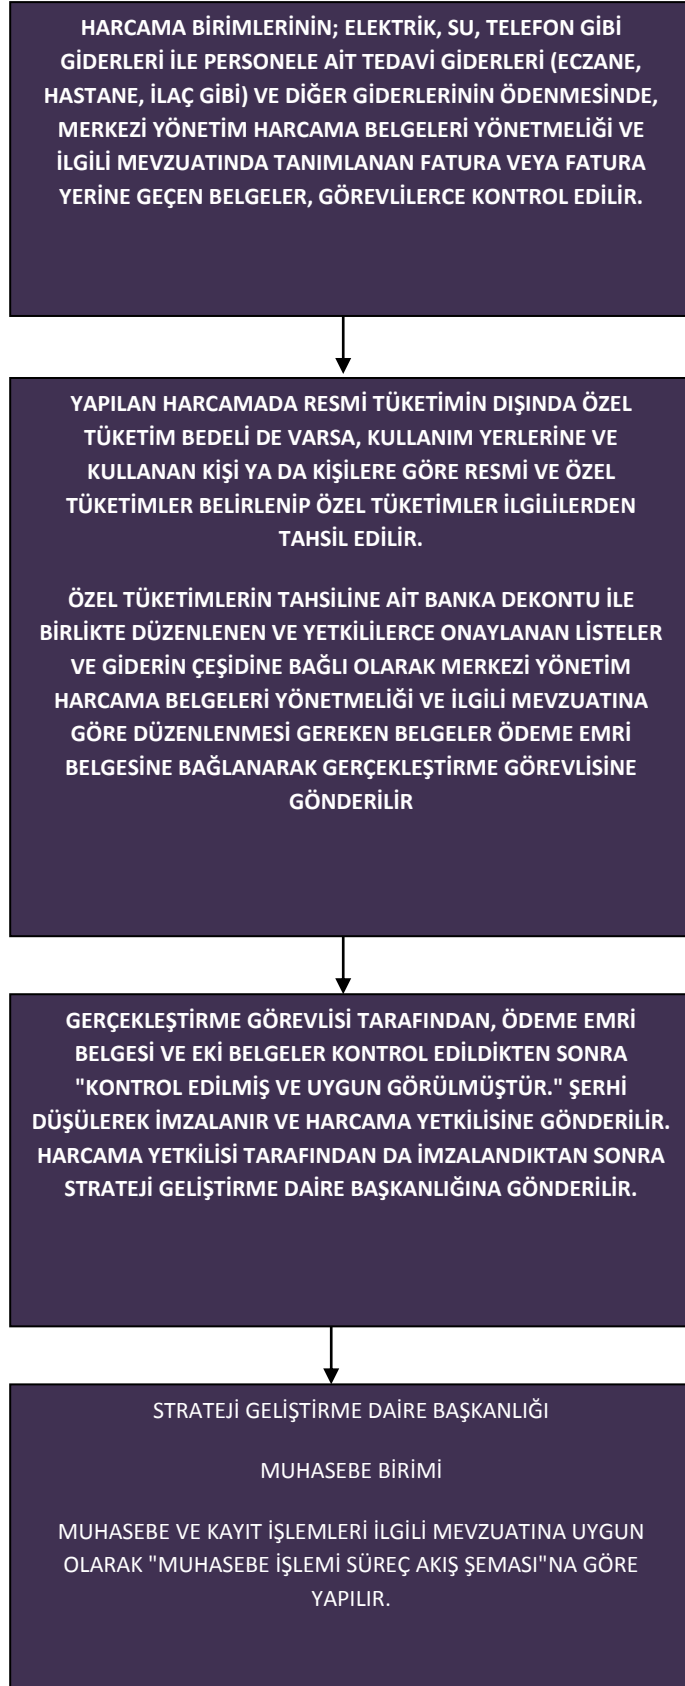 HARCAMA BİRİMLERİNİN; ELEKTRİK, SU, TELEFON GİBİ
GİDERLERİ İLE PERSONELE AİT TEDAVİ GİDERLERİ (ECZANE,
HASTANE, İLAÇ GİBİ) VE DİĞER GİDERLERİNİN ÖDENMESİNDE,
MERKEZİ YÖNETİM HARCAMA BELGELERİ YÖNETMELİĞİ VE
İLGİLİ MEVZUATINDA TANIMLANAN FATURA VEYA FATURA
YERİNE GEÇEN BELGELER, GÖREVLİLERCE KONTROL EDİLİR.
YAPILAN HARCAMADA RESMİ TÜKETİMİN DIŞINDA ÖZEL
TÜKETİM BEDELİ DE VARSA, KULLANIM YERLERİNE VE
KULLANAN KİŞİ YA DA KİŞİLERE GÖRE RESMİ VE ÖZEL
TÜKETİMLER BELİRLENİP ÖZEL TÜKETİMLER İLGİLİLERDEN
TAHSİL EDİLİR.
ÖZEL TÜKETİMLERİN TAHSİLİNE AİT BANKA DEKONTU İLE
BİRLİKTE DÜZENLENEN VE YETKİLİLERCE ONAYLANAN LİSTELER
VE GİDERİN ÇEŞİDİNE BAĞLI OLARAK MERKEZİ YÖNETİM
HARCAMA BELGELERİ YÖNETMELİĞİ VE İLGİLİ MEVZUATINA
GÖRE DÜZENLENMESİ GEREKEN BELGELER ÖDEME EMRİ
BELGESİNE BAĞLANARAK GERÇEKLEŞTİRME GÖREVLİSİNE
GÖNDERİLİR
GERÇEKLEŞTİRME GÖREVLİSİ TARAFINDAN, ÖDEME EMRİ
BELGESİ VE EKİ BELGELER KONTROL EDİLDİKTEN SONRA
"KONTROL EDİLMİŞ VE UYGUN GÖRÜLMÜŞTÜR." ŞERHİ
DÜŞÜLEREK İMZALANIR VE HARCAMA YETKİLİSİNE GÖNDERİLİR.
HARCAMA YETKİLİSİ TARAFINDAN DA İMZALANDIKTAN SONRA
STRATEJİ GELİŞTİRME DAİRE BAŞKANLIĞINA GÖNDERİLİR.
STRATEJİ GELİŞTİRME DAİRE BAŞKANLIĞI
MUHASEBE BİRİMİ
MUHASEBE VE KAYIT İŞLEMLERİ İLGİLİ MEVZUATINA UYGUN
OLARAK "MUHASEBE İŞLEMİ SÜREÇ AKIŞ ŞEMASI"NA GÖRE
YAPILIR.